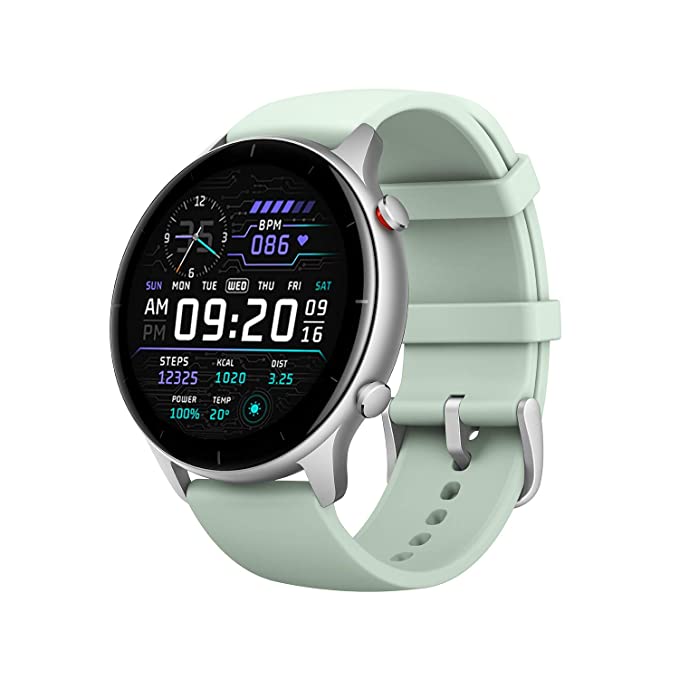 12
3
6
9
35
BPM
086
SUN MON TUE WED THU FRI SAT
AM
PM
09:20
09
16
STEPS
12325
KCAL
1020
DIST
3.25
POWER
100%
TEMP
20°